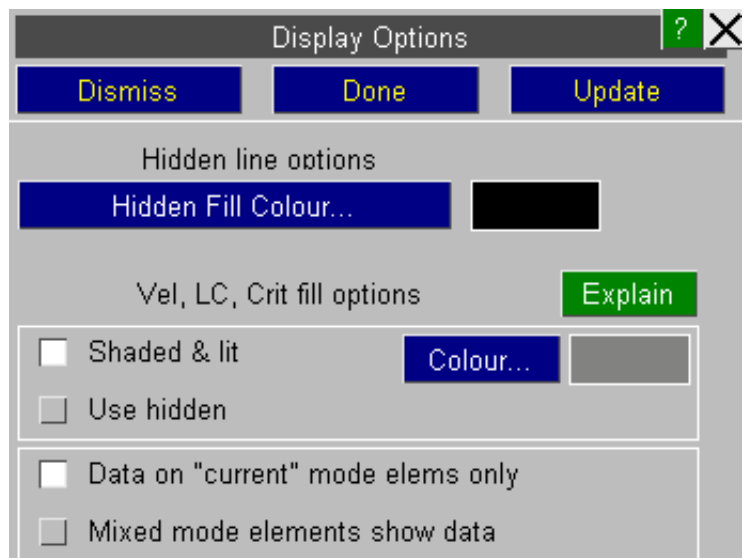 Display Options ?
Dismiss Done Update
Hidden line options
Hidden Fill Colour...
Vel, LC, Crit fill options Explain
Shaded & lit Colour...
Use hidden
Data on "current" mode elems only
Mixed mode elements show data